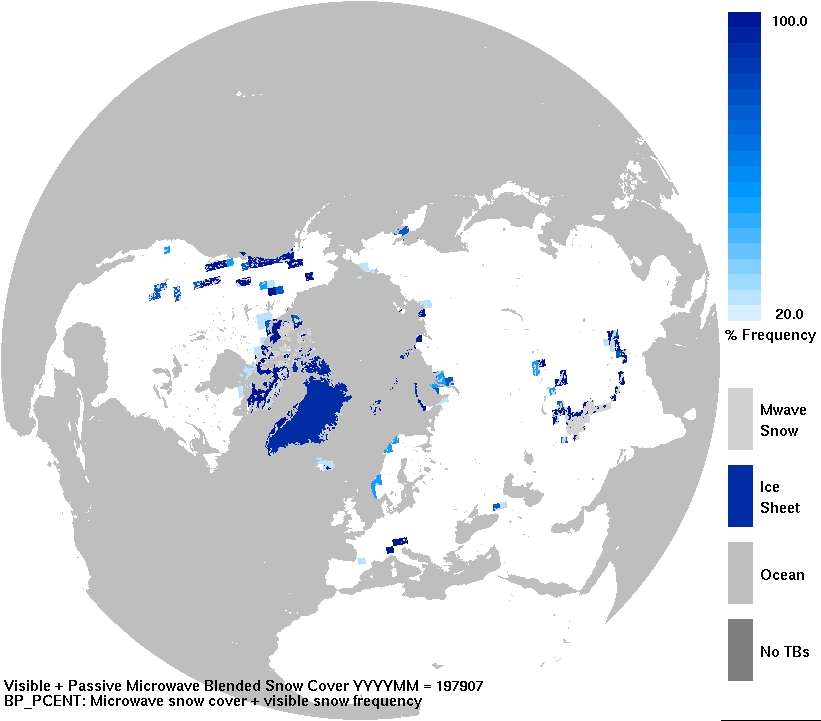 100.0
20.0
% Frequency
Mwave
Snow
Ice
Sheet
Ocean
No TBs
Visible + Passive Microwave Blended Snow Cover YYYYMM = 197907
BP_PCENT: Microwave snow cover + visible snow frequency